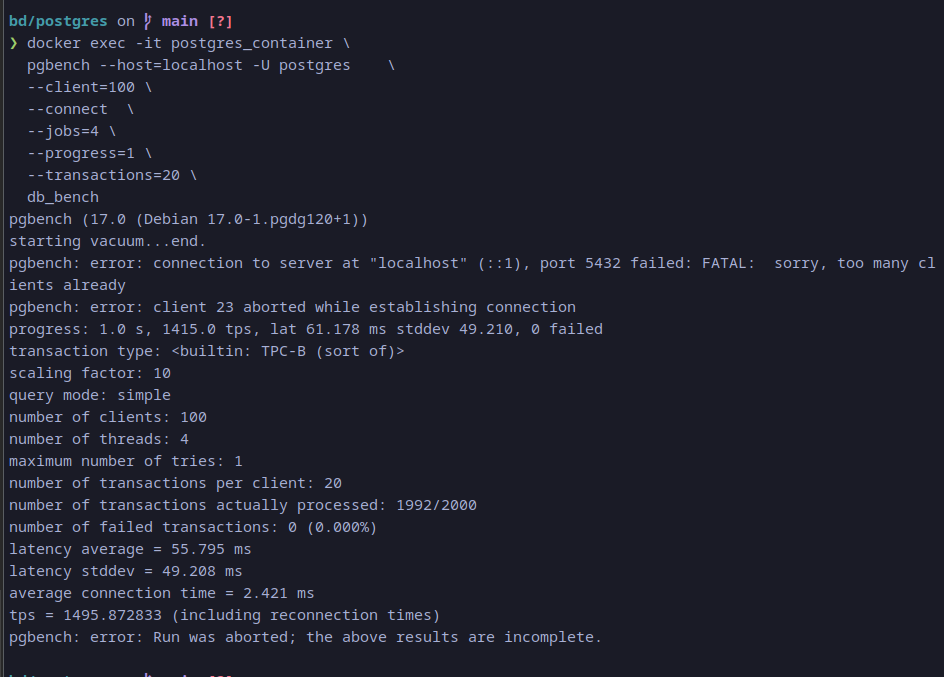 bd/postgres on main [?]
❯ docker exec -it postgres_container \
pgbench --host=localhost -U postgres    \
--client=100 \
--connect  \
--jobs=4 \
--progress=1 \
--transactions=20 \
db_bench
pgbench (17.0 (Debian 17.0-1.pgdg120+1))
starting vacuum...end.
pgbench: error: connection to server at "localhost" (::1), port 5432 failed: FATAL:  sorry, too many cl
ients already
pgbench: error: client 23 aborted while establishing connection
progress: 1.0 s, 1415.0 tps, lat 61.178 ms stddev 49.210, 0 failed
transaction type: <builtin: TPC-B (sort of)>
scaling factor: 10
query mode: simple
number of clients: 100
number of threads: 4
maximum number of tries: 1
number of transactions per client: 20
number of transactions actually processed: 1992/2000
number of failed transactions: 0 (0.000%)
latency average = 55.795 ms
latency stddev = 49.208 ms
average connection time = 2.421 ms
tps = 1495.872833 (including reconnection times)
pgbench: error: Run was aborted; the above results are incomplete.